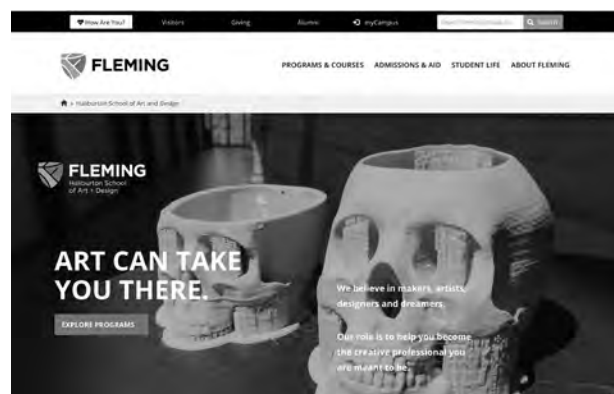 How Are You? Visitors Giving Alumni myCampus Search
FLEMING
PROGRAMS & COURSES ADMISSIONS & AID STUDENT LIFE ABOUT FLEMING
> Haliburton School of Art and Design
FLEMING
Haliburton School
of Art + Design
ART CAN TAKE
YOU THERE.
We believe in makers, artists,
designers and dreamers.
EXPLORE PROGRAMS
Our role is to help you become
the creative professional you
are meant to be.